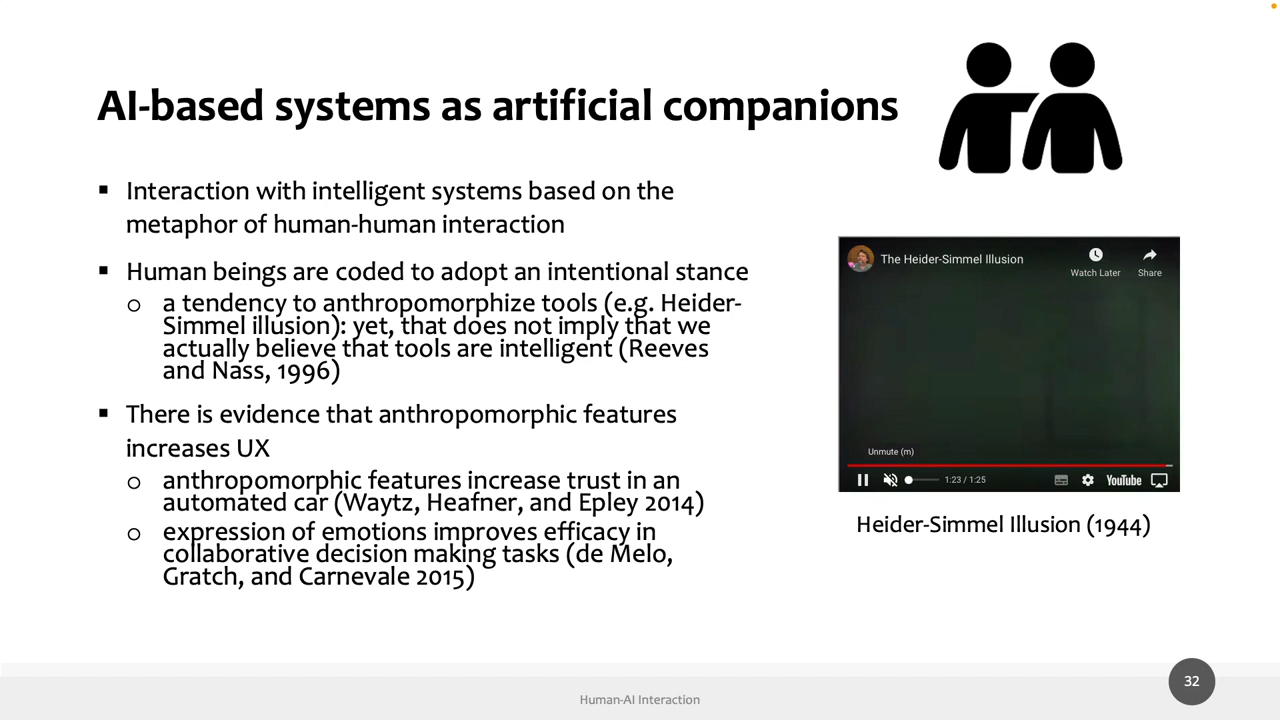 AI-based systems as artificial companions
▪ Interaction with intelligent systems based on the
metaphor of human-human interaction
▪ Human beings are coded to adopt an intentional stance
o a tendency to anthropomorphize tools (e.g. Heider-
Simmel illusion): yet, that does not imply that we
actually believe that tools are intelligent (Reeves
and Nass, 1996)
▪ There is evidence that anthropomorphic features
increases UX
o anthropomorphic features increase trust in an
automated car (Waytz, Heafner, and Epley 2014)
o expression of emotions improves efficacy in
collaborative decision making tasks (de Melo,
Gratch, and Carnevale 2015)
The Heider-Simmel Illusion
Watch Later
Share
Unmute (m)
1:23 / 1:25
YouTube
Heider-Simmel Illusion (1944)
Human-AI Interaction
32